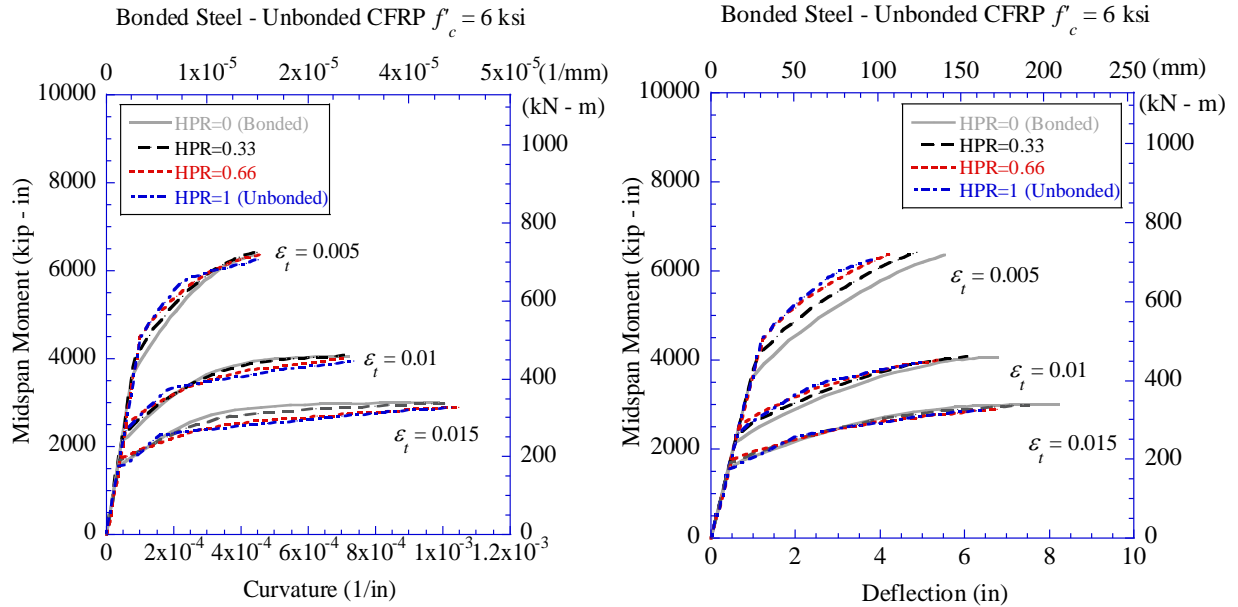 Bonded Steel - Unbonded CFRP f'c = 6 ksi
0 1x10-5 2x10-5 4x10-5 5x10-5 (1/mm)
(kN - m)
10000
8000
6000
4000
2000
0
Midspan Moment (kip - in)
HPR=0 (Bonded)
HPR=0.33
HPR=0.66
HPR=1 (Unbonded)
εt = 0.005
εt = 0.01
εt = 0.015
1000
800
600
400
200
0
0 2x10-4 4x10-4 6x10-4 8x10-4 1x10-3 1.2x10-3
Curvature (1/in)
Bonded Steel - Unbonded CFRP f'c = 6 ksi
0 50 100 150 200 250 (mm)
(kN - m)
10000
8000
6000
4000
2000
0
Midspan Moment (kip - in)
HPR=0 (Bonded)
HPR=0.33
HPR=0.66
HPR=1 (Unbonded)
εt = 0.005
εt = 0.01
εt = 0.015
1000
800
600
400
200
0
0 2 4 6 8 10
Deflection (in)